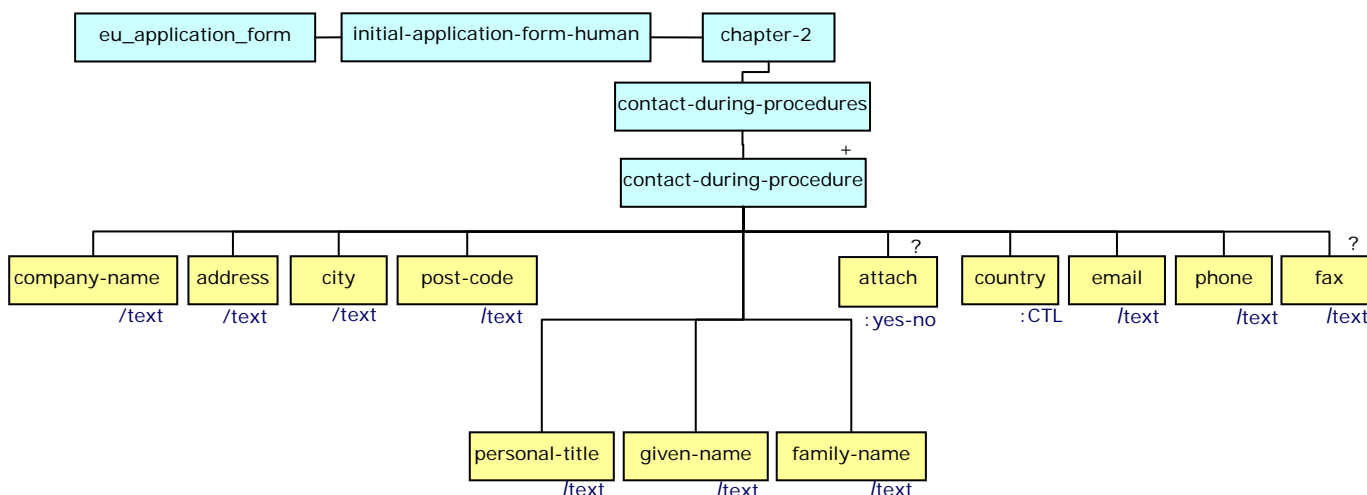 eu_application_form initial-application-form-human chapter-2
contact-during-procedures
+
contact-during-procedure
? ?
company-name address city post-code attach country email phone fax
/text /text /text /text :yes-no :CTL /text /text /text
personal-title given-name family-name
/text /text /text